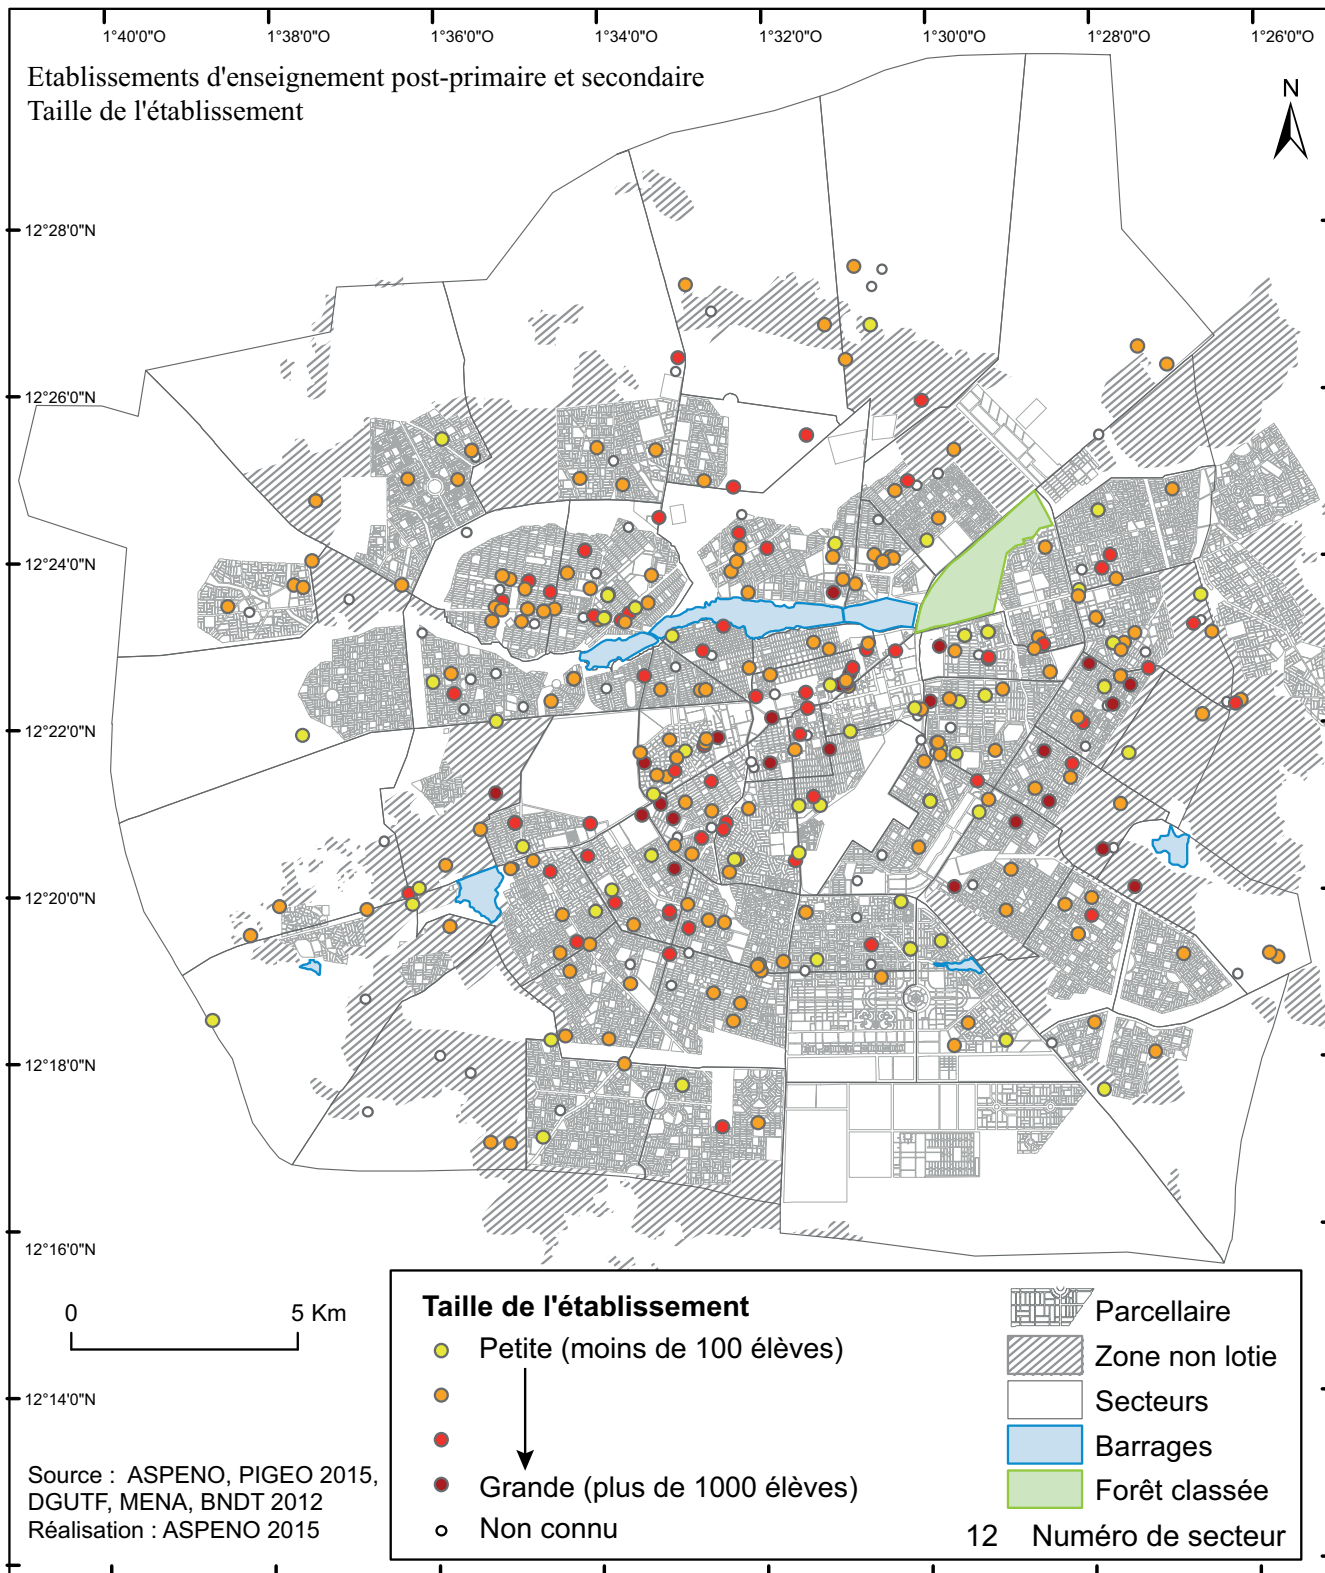 1°40'0"O 1°38'0"O 1°36'0"O 1°34'0"O 1°32'0"O 1°30'0"O 1°28'0"O 1°26'0"O
Etablissements d'enseignement post-primaire et secondaire
Taille de l'établissement
N
12°28'0"N
12°26'0"N
12°24'0"N
12°22'0"N
12°20'0"N
12°18'0"N
12°16'0"N
12°14'0"N
0 5 Km
Source : ASPENO, PIGEO 2015,
DGUTF, MENA, BNDT 2012
Réalisation : ASPENO 2015
Taille de l'établissement
Petite (moins de 100 élèves)
Grande (plus de 1000 élèves)
Non connu
Parcellaire
Zone non lotie
Secteurs
Barrages
Forêt classée
12 Numéro de secteur